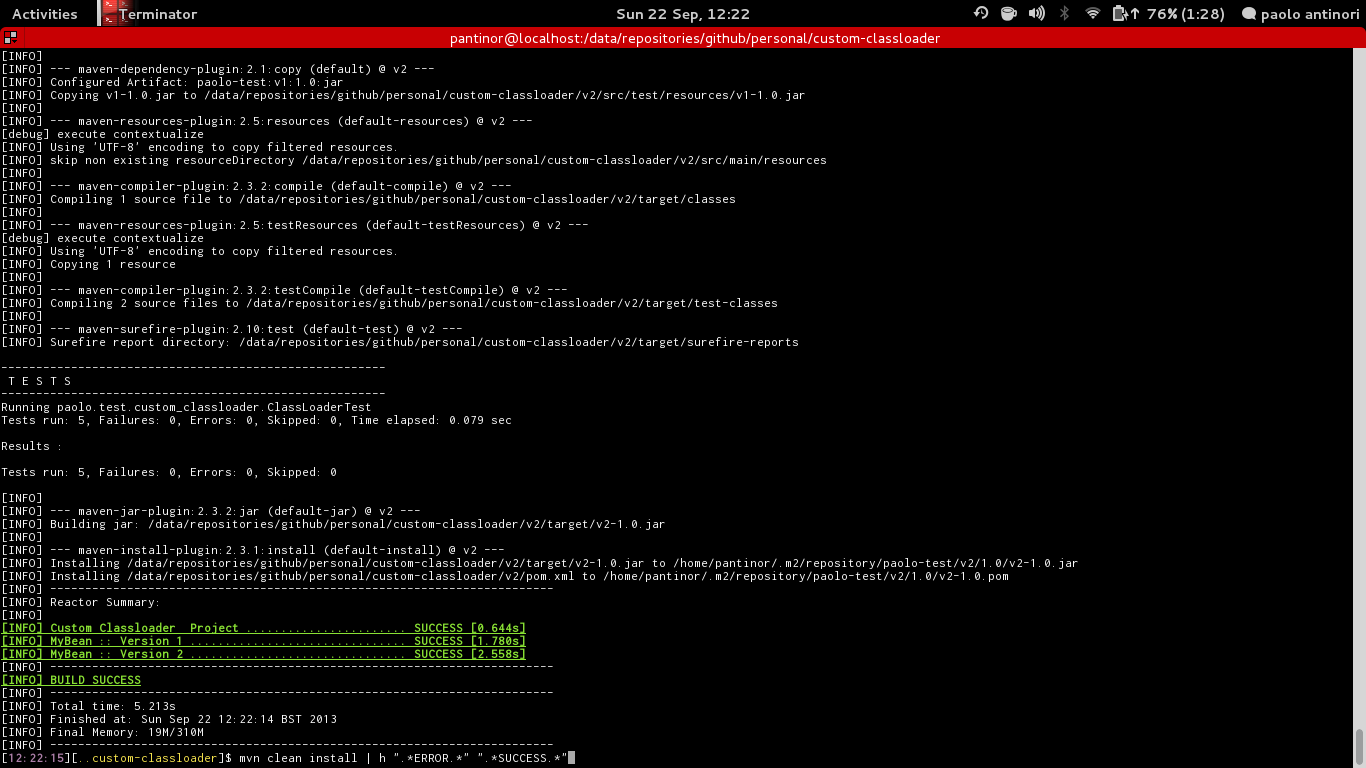 Activities Terminator Sun 22 Sep, 12:22 76% (1:28) paolo antinori
pantinor@localhost:/data/repositories/github/personal/custom-classloader
[INFO]
[INFO] --- maven-dependency-plugin:2.1:copy (default) @ v2 ---
[INFO] Configured Artifact: paolo-test:v1:1.0:jar
[INFO] Copying v1-1.0.jar to /data/repositories/github/personal/custom-classloader/v2/src/test/resources/v1-1.0.jar
[INFO]
[INFO] --- maven-resources-plugin:2.5:resources (default-resources) @ v2 ---
[debug] execute contextualize
[INFO] Using 'UTF-8' encoding to copy filtered resources.
[INFO] skip non existing resourceDirectory /data/repositories/github/personal/custom-classloader/v2/src/main/resources
[INFO]
[INFO] --- maven-compiler-plugin:2.3.2:compile (default-compile) @ v2 ---
[INFO] Compiling 1 source file to /data/repositories/github/personal/custom-classloader/v2/target/classes
[INFO]
[INFO] --- maven-resources-plugin:2.5:testResources (default-testResources) @ v2 ---
[debug] execute contextualize
[INFO] Using 'UTF-8' encoding to copy filtered resources.
[INFO] Copying 1 resource
[INFO]
[INFO] --- maven-compiler-plugin:2.3.2:testCompile (default-testCompile) @ v2 ---
[INFO] Compiling 2 source files to /data/repositories/github/personal/custom-classloader/v2/target/test-classes
[INFO]
[INFO] --- maven-surefire-plugin:2.10:test (default-test) @ v2 ---
[INFO] Surefire report directory: /data/repositories/github/personal/custom-classloader/v2/target/surefire-reports
-------------------------------------------------------
T E S T S
-------------------------------------------------------
Running paolo.test.custom_classloader.ClassLoaderTest
Tests run: 5, Failures: 0, Errors: 0, Skipped: 0, Time elapsed: 0.079 sec
Results :
Tests run: 5, Failures: 0, Errors: 0, Skipped: 0
[INFO]
[INFO] --- maven-jar-plugin:2.3.2:jar (default-jar) @ v2 ---
[INFO] Building jar: /data/repositories/github/personal/custom-classloader/v2/target/v2-1.0.jar
[INFO]
[INFO] --- maven-install-plugin:2.3.1:install (default-install) @ v2 ---
[INFO] Installing /data/repositories/github/personal/custom-classloader/v2/target/v2-1.0.jar to /home/pantinor/.m2/repository/paolo-test/v2/1.0/v2-1.0.jar
[INFO] Installing /data/repositories/github/personal/custom-classloader/v2/pom.xml to /home/pantinor/.m2/repository/paolo-test/v2/1.0/v2-1.0.pom
[INFO] ------------------------------------------------------------------------
[INFO] Reactor Summary:
[INFO]
[INFO] Custom Classloader  Project ....................... SUCCESS [0.644s]
[INFO] MyBean :: Version 1 ............................... SUCCESS [1.780s]
[INFO] MyBean :: Version 2 ............................... SUCCESS [2.558s]
[INFO] ------------------------------------------------------------------------
[INFO] BUILD SUCCESS
[INFO] ------------------------------------------------------------------------
[INFO] Total time: 5.213s
[INFO] Finished at: Sun Sep 22 12:22:14 BST 2013
[INFO] Final Memory: 19M/310M
[INFO] ------------------------------------------------------------------------
[12:22:15][..custom-classloader]$ mvn clean install | h ".*ERROR.*" ".*SUCCESS.*"